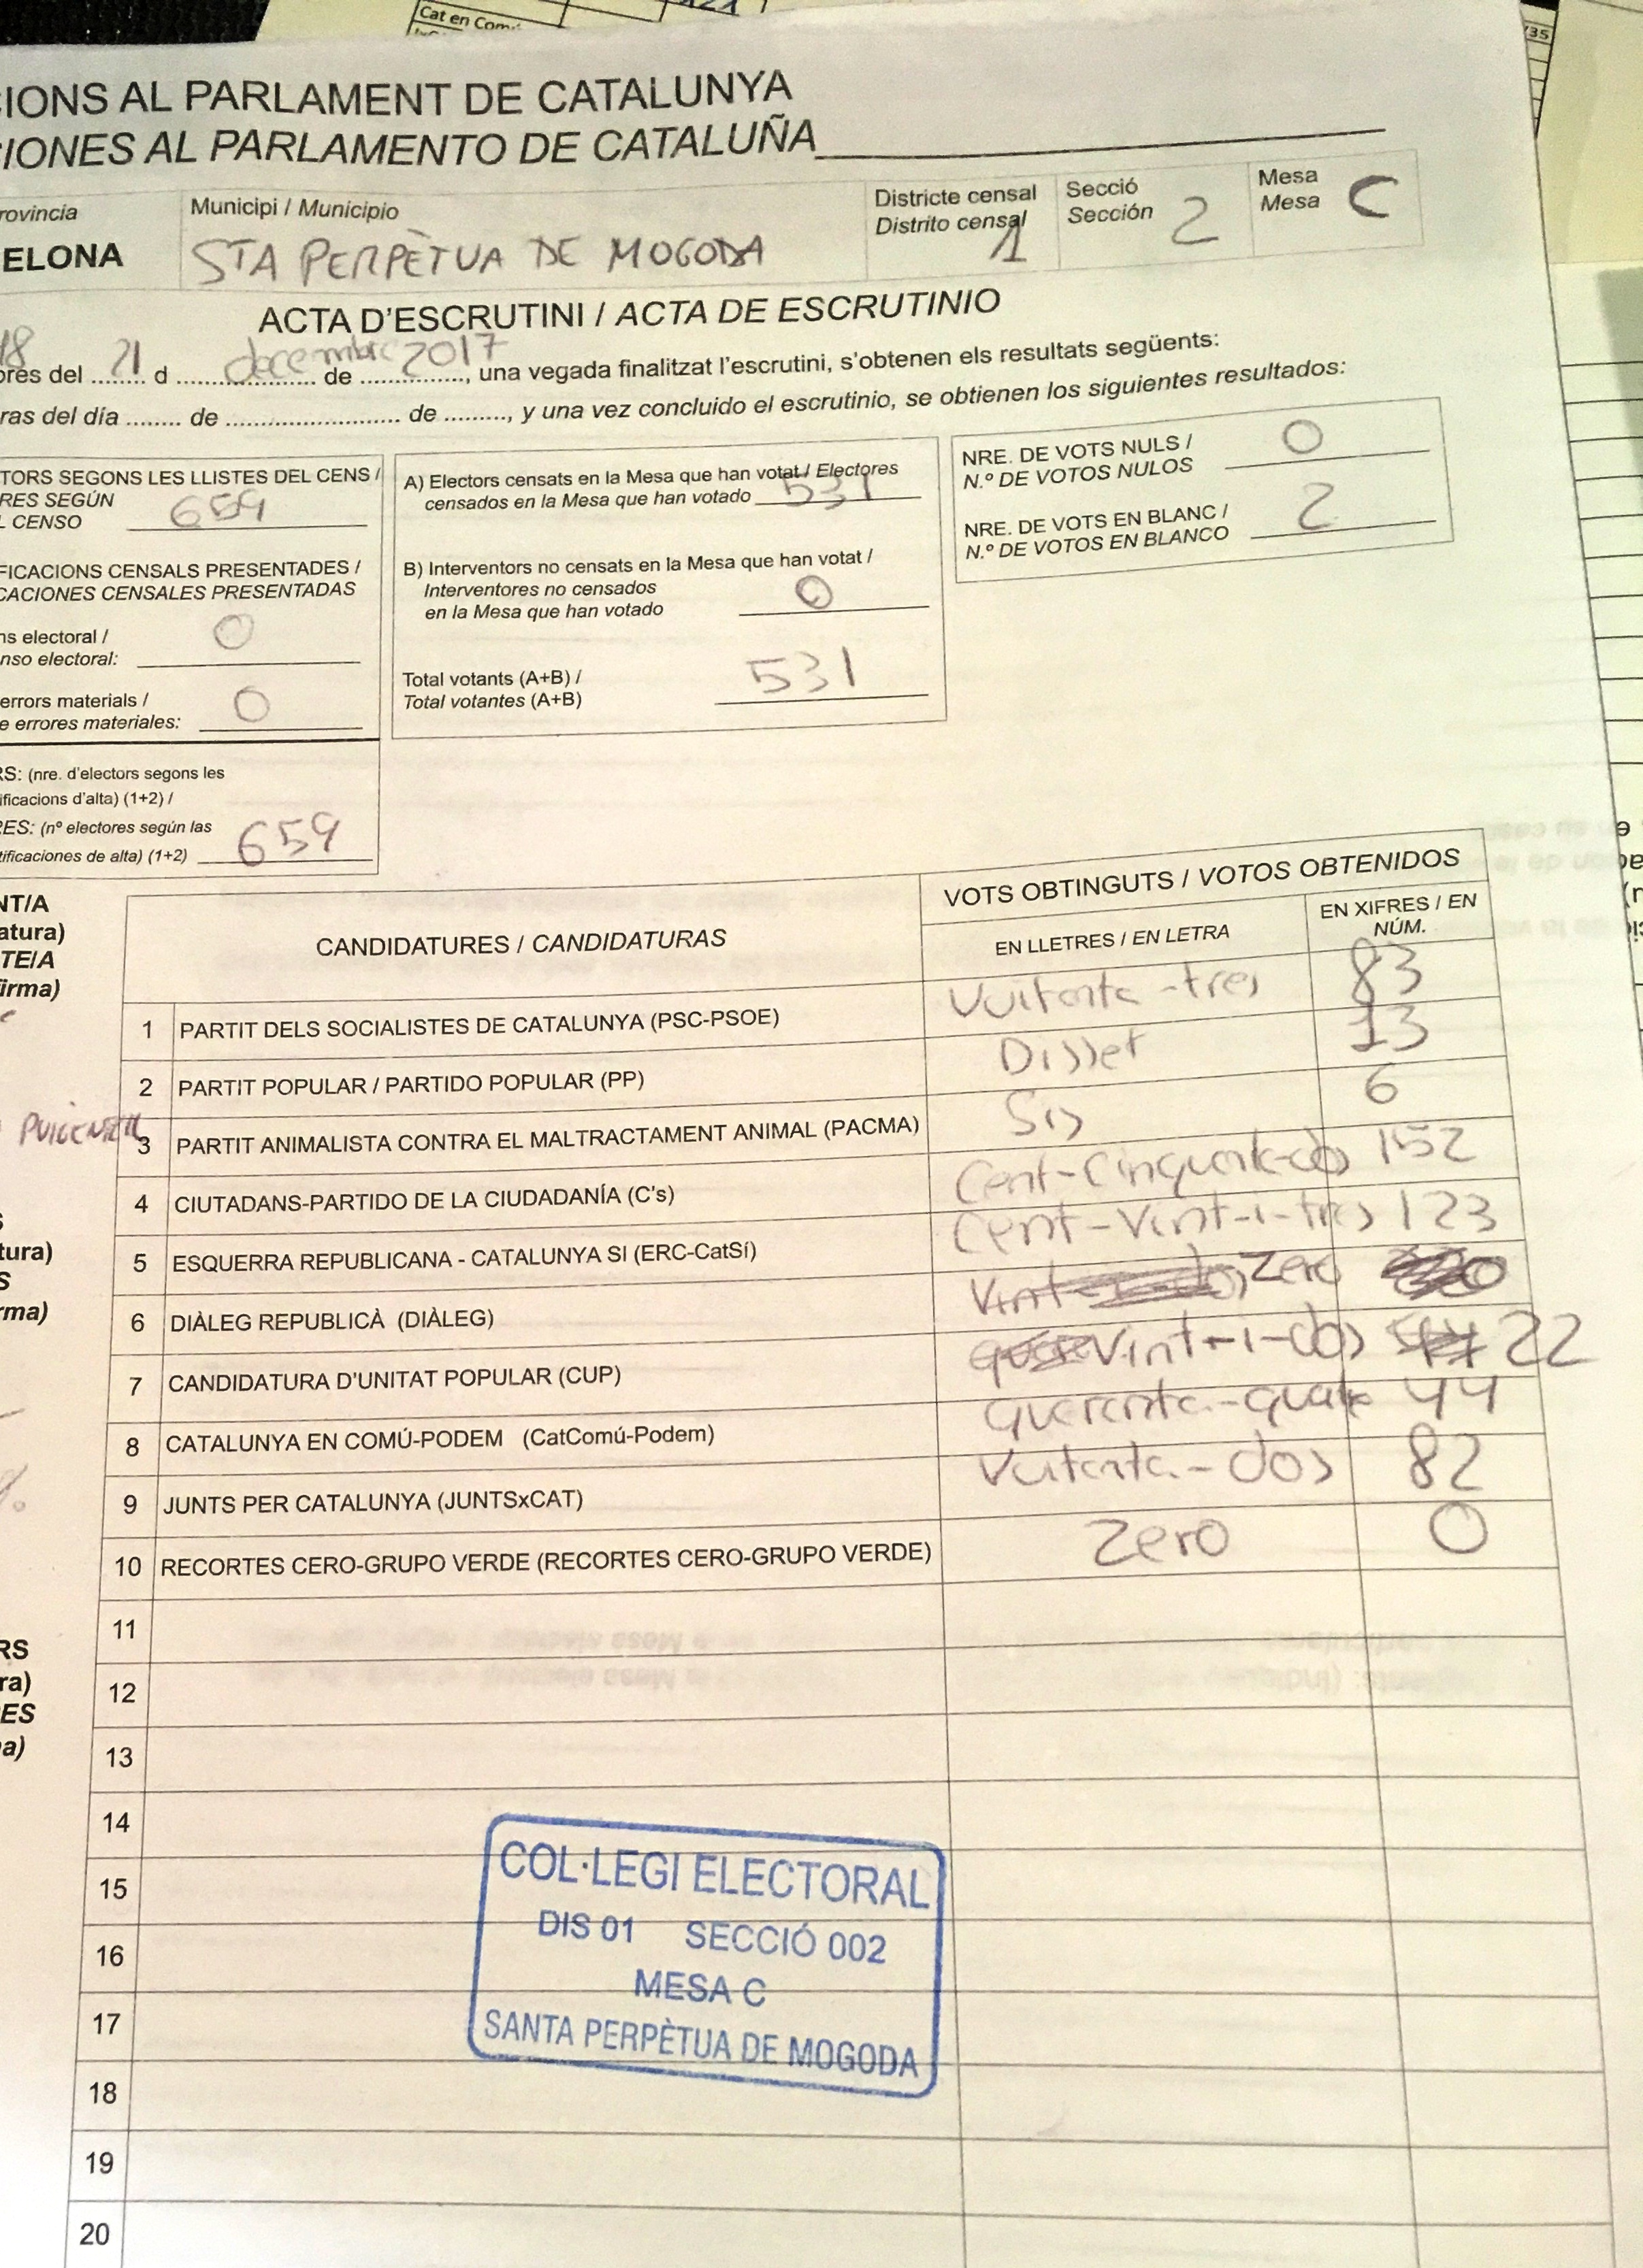 CIONS AL PARLAMENT DE CATALUNYA
CIONES AL PARLAMENTO DE CATALUÑA
rovincia
ELONA
Municipi / Municipio
STA PERPÈTUA DE MOGODA
Districte censal
Distrito censal
1
Secció
Sección
2
Mesa
Mesa
C
ACTA D'ESCRUTINI / ACTA DE ESCRUTINIO
ores del ....... 21 d ....... decembre de ....... 2017, una vegada finalitzat l'escrutini, s'obtenen els resultats següents:
ras del día ....... de ................... de ......., y una vez concluido el escrutinio, se obtienen los siguientes resultados:
TORS SEGONS LES LLISTES DEL CENS /
RES SEGÚN
L CENSO
659
FICACIONS CENSALS PRESENTADES /
CACIONES CENSALES PRESENTADAS
ns electoral /
nso electoral:
0
errors materials /
e errores materiales:
0
RS: (nre. d'electors segons les
tificacions d'alta) (1+2) /
RES: (nº electores según las
tificaciones de alta) (1+2)
659
A) Electors censats en la Mesa que han votat / Electores
censados en la Mesa que han votado
531
B) Interventors no censats en la Mesa que han votat /
Interventores no censados
en la Mesa que han votado
0
Total votants (A+B) /
Total votantes (A+B)
531
NRE. DE VOTS NULS /
N.º DE VOTOS NULOS
0
NRE. DE VOTS EN BLANC /
N.º DE VOTOS EN BLANCO
2
CANDIDATURES / CANDIDATURAS
VOTS OBTINGUTS / VOTOS OBTENIDOS
EN LLETRES / EN LETRA
EN XIFRES / EN
NÚM.
1 PARTIT DELS SOCIALISTES DE CATALUNYA (PSC-PSOE) Vuitanta-tres 83
2 PARTIT POPULAR / PARTIDO POPULAR (PP) Disset
3 PARTIT ANIMALISTA CONTRA EL MALTRACTAMENT ANIMAL (PACMA) Sis 6
4 CIUTADANS-PARTIDO DE LA CIUDADANÍA (C's) Cent-Cinquanta-dos 152
5 ESQUERRA REPUBLICANA - CATALUNYA SI (ERC-CatSí) Cent-Vint-i-tres 123
6 DIÀLEG REPUBLICÀ (DIÀLEG) Zero 0
7 CANDIDATURA D'UNITAT POPULAR (CUP) Vint-i-dos 22
8 CATALUNYA EN COMÚ-PODEM (CatComú-Podem) Quaranta-quatre 44
9 JUNTS PER CATALUNYA (JUNTSxCAT) Vuitanta-dos 82
10 RECORTES CERO-GRUPO VERDE (RECORTES CERO-GRUPO VERDE) Zero 0
11
12
13
14
15
16
17
18
19
20
COL·LEGI ELECTORAL
DIS 01 SECCIÓ 002
MESA C
SANTA PERPÈTUA DE MOGODA
NTIA
atura)
TEIA
irma)
tura)
rma)
RS
ra)
ES
a)
Cat en Com